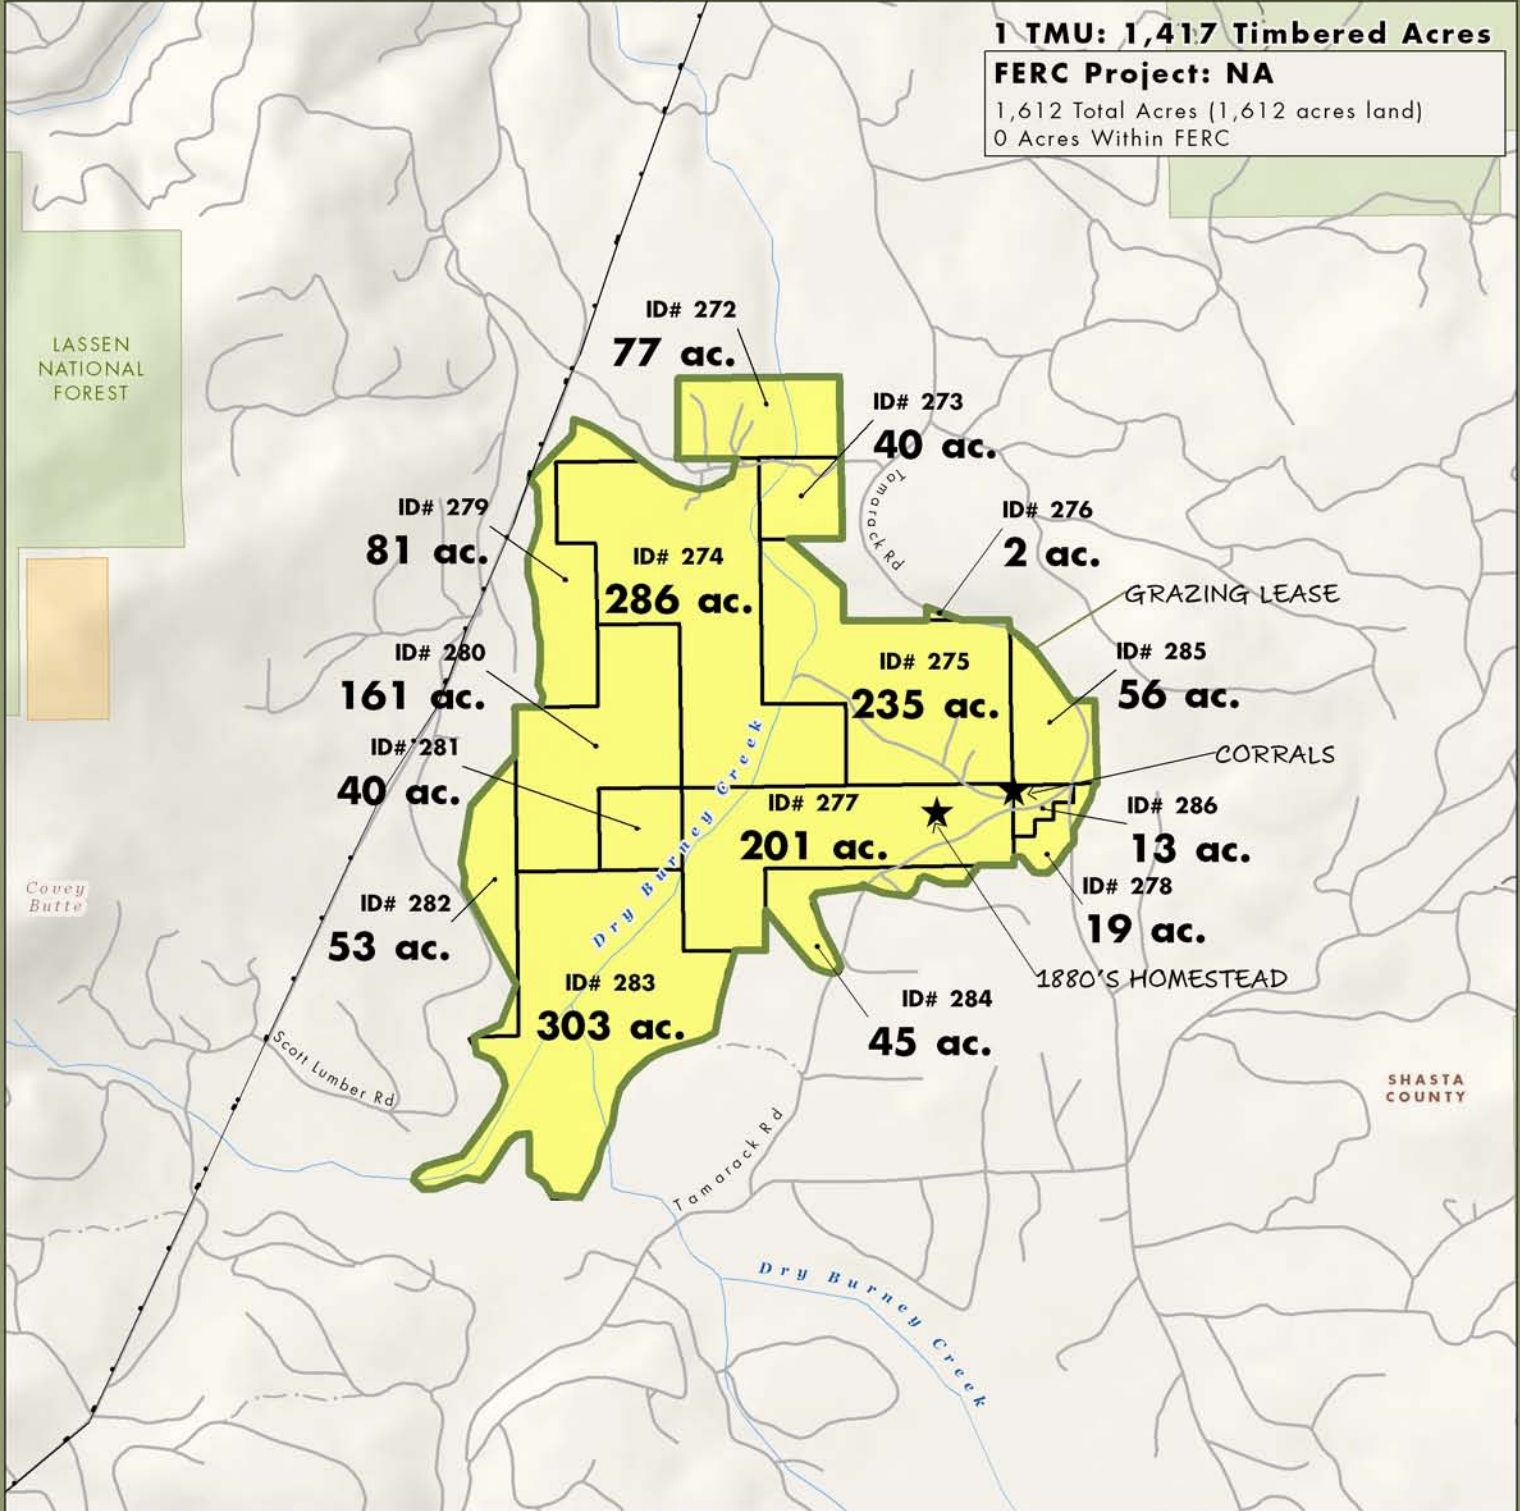 1 TMU: 1,417 Timbered Acres
FERC Project: NA
1,612 Total Acres (1,612 acres land)
0 Acres Within FERC
ID# 272
77 ac.
LASSEN
NATIONAL
FOREST
ID# 273
40 ac.
Tamarack Rd
ID# 279
81 ac.
ID# 276
2 ac.
ID# 274
286 ac.
GRAZING LEASE
ID# 280
161 ac.
ID# 275
235 ac.
ID# 285
56 ac.
ID# 281
40 ac.
CORRALS
ID# 277
201 ac.
ID# 286
13 ac.
Dry Burney Creek
Covey
Butte
ID# 282
53 ac.
ID# 278
19 ac.
1880'S HOMESTEAD
ID# 283
303 ac.
ID# 284
45 ac.
Scott Lumber Rd
SHASTA
COUNTY
Tamarack Rd
Dry Burney Creek